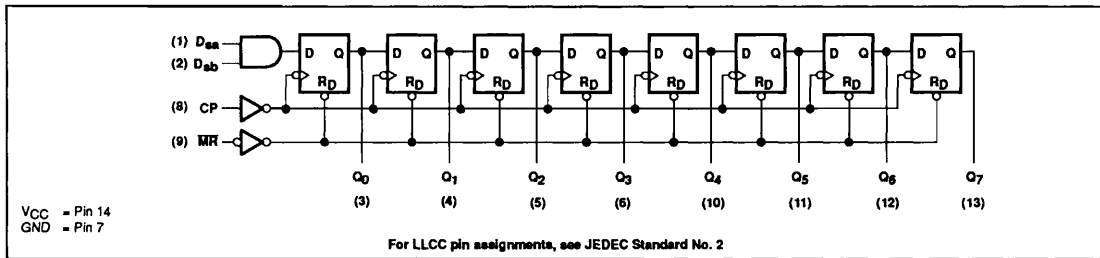 (1) Dsa
(2) Dsb
(8) CP
(9) MR
D Q D Q D Q D Q D Q D Q D Q D Q
RD RD RD RD RD RD RD RD
Q0 Q1 Q2 Q3 Q4 Q5 Q6 Q7
(3) (4) (5) (6) (10) (11) (12) (13)
VCC = Pin 14
GND = Pin 7
For LLCC pin assignments, see JEDEC Standard No. 2